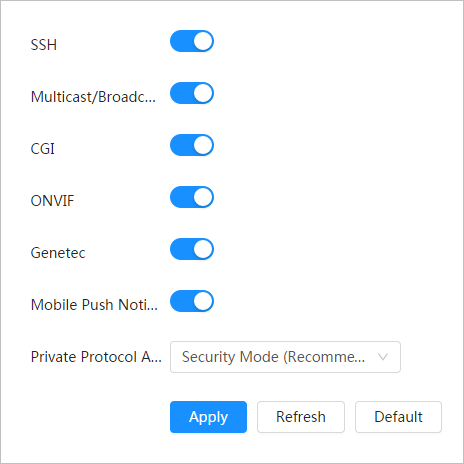 SSH
Multicast/Broadc...
CGI
ONVIF
Genetec
Mobile Push Noti...
Private Protocol A... Security Mode (Recomme...
Apply Refresh Default